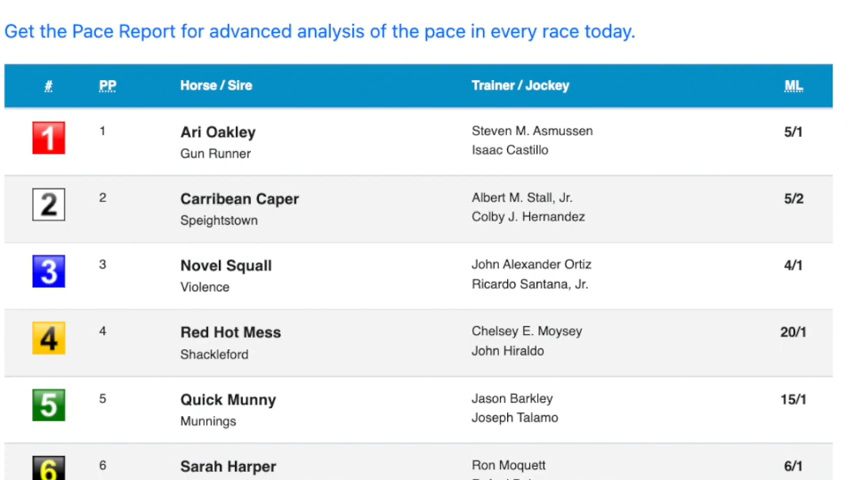 Get the Pace Report for advanced analysis of the pace in every race today.
# PP Horse / Sire Trainer / Jockey ML
1 1 Ari Oakley Steven M. Asmussen 5/1
Gun Runner Isaac Castillo
2 2 Carribean Caper Albert M. Stall, Jr. 5/2
Speightstown Colby J. Hernandez
3 3 Novel Squall John Alexander Ortiz 4/1
Violence Ricardo Santana, Jr.
4 4 Red Hot Mess Chelsey E. Moysey 20/1
Shackleford John Hiraldo
5 5 Quick Munny Jason Barkley 15/1
Munnings Joseph Talamo
6 6 Sarah Harper Ron Moquett 6/1